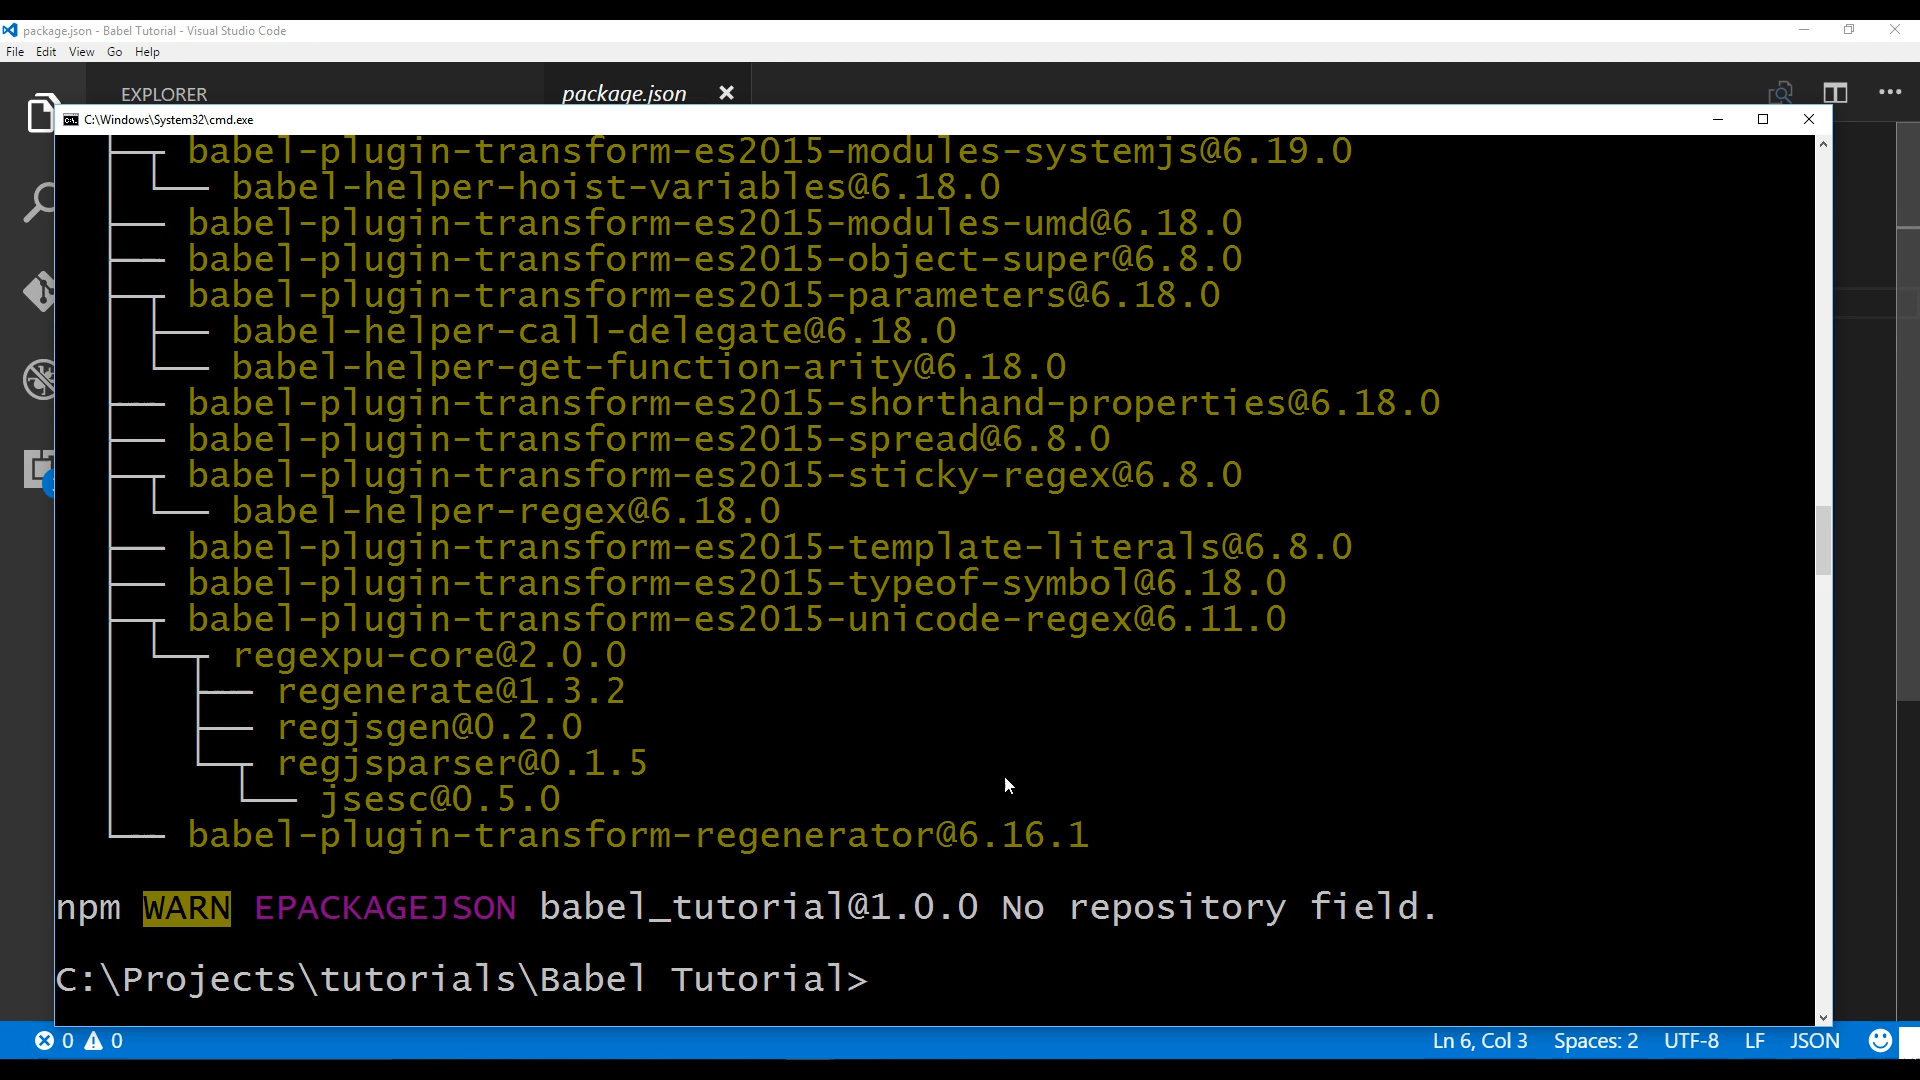 package.json - Babel Tutorial - Visual Studio Code
File Edit View Go Help
EXPLORER
package.json
C:\Windows\System32\cmd.exe
babel-plugin-transform-es2015-modules-systemjs@6.19.0
babel-helper-hoist-variables@6.18.0
babel-plugin-transform-es2015-modules-umd@6.18.0
babel-plugin-transform-es2015-object-super@6.8.0
babel-plugin-transform-es2015-parameters@6.18.0
babel-helper-call-delegate@6.18.0
babel-helper-get-function-arity@6.18.0
babel-plugin-transform-es2015-shorthand-properties@6.18.0
babel-plugin-transform-es2015-spread@6.8.0
babel-plugin-transform-es2015-sticky-regex@6.8.0
babel-helper-regex@6.18.0
babel-plugin-transform-es2015-template-literals@6.8.0
babel-plugin-transform-es2015-typeof-symbol@6.18.0
babel-plugin-transform-es2015-unicode-regex@6.11.0
regexpu-core@2.0.0
regenerate@1.3.2
regjsgen@0.2.0
regjsparser@0.1.5
jsesc@0.5.0
babel-plugin-transform-regenerator@6.16.1
npm WARN EPACKAGEJSON babel_tutorial@1.0.0 No repository field.
C:\Projects\tutorials\Babel Tutorial>
0 0 Ln 6, Col 3 Spaces: 2 UTF-8 LF JSON